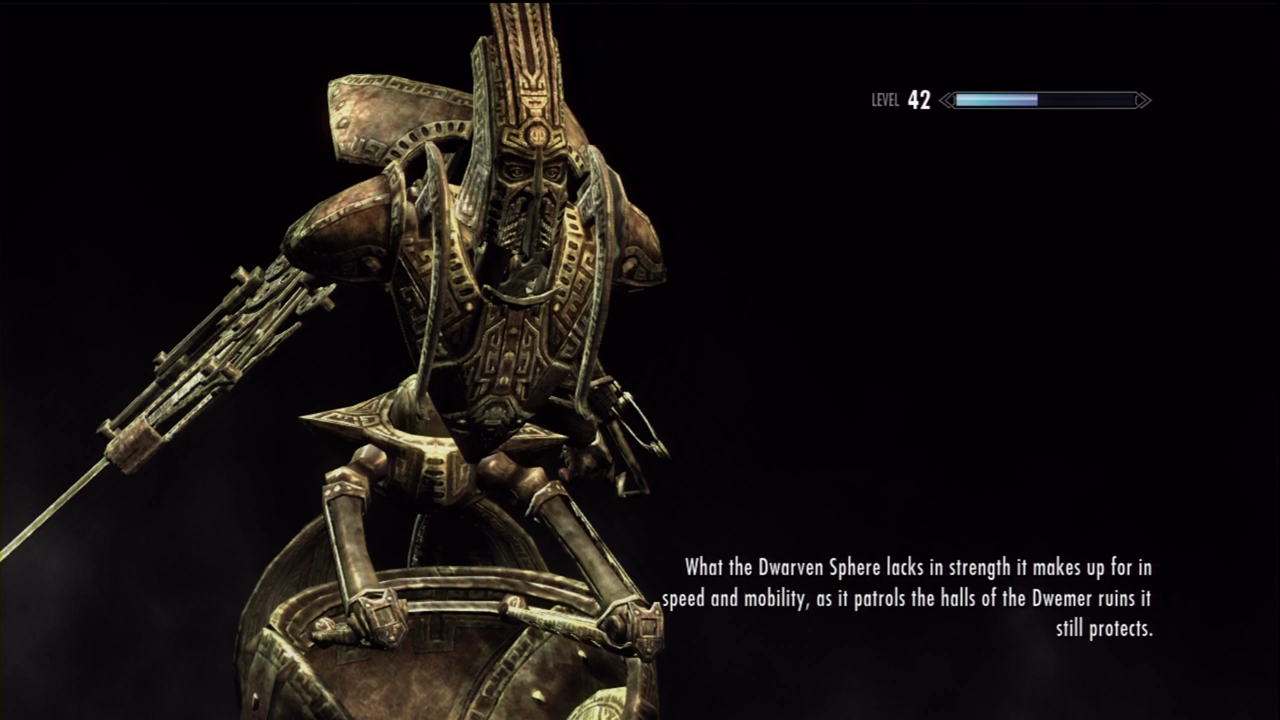 LEVEL 42
What the Dwarven Sphere lacks in strength it makes up for in
speed and mobility, as it patrols the halls of the Dwemer ruins it
still protects.